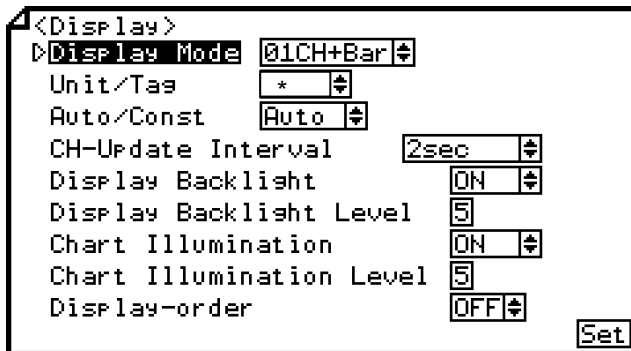 <Display>
Display Mode 01CH+Bar
Unit/Tag *
Auto/Const Auto
CH-Update Interval 2sec
Display Backlight ON
Display Backlight Level 5
Chart Illumination ON
Chart Illumination Level 5
Display-order OFF
Set